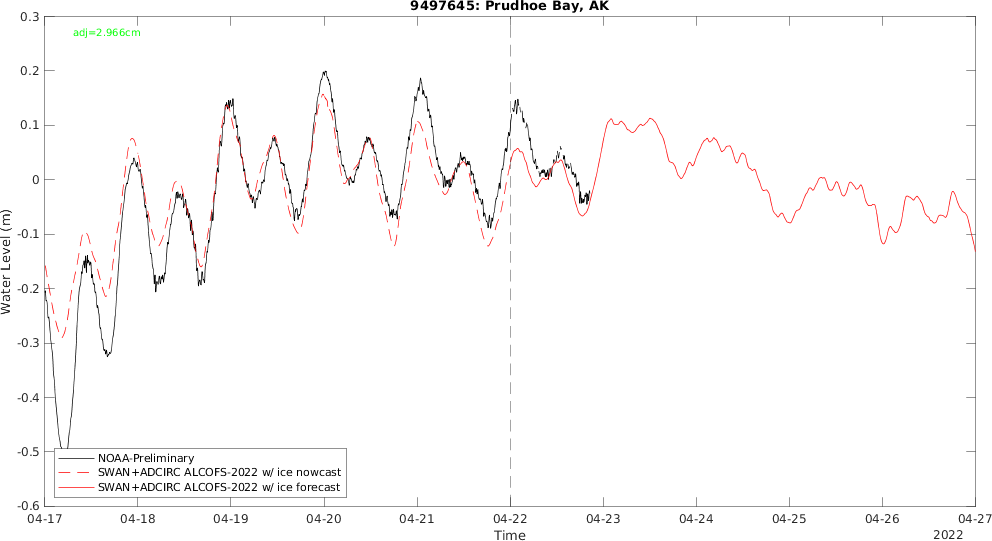 9497645: Prudhoe Bay, AK
adj=2.966cm
0.3
0.2
0.1
0
-0.1
-0.2
-0.3
-0.4
-0.5
-0.6
Water Level (m)
NOAA-Preliminary
SWAN+ADCIRC ALCOFS-2022 w/ ice nowcast
SWAN+ADCIRC ALCOFS-2022 w/ ice forecast
04-17 04-18 04-19 04-20 04-21 04-22 04-23 04-24 04-25 04-26 04-27
Time
2022